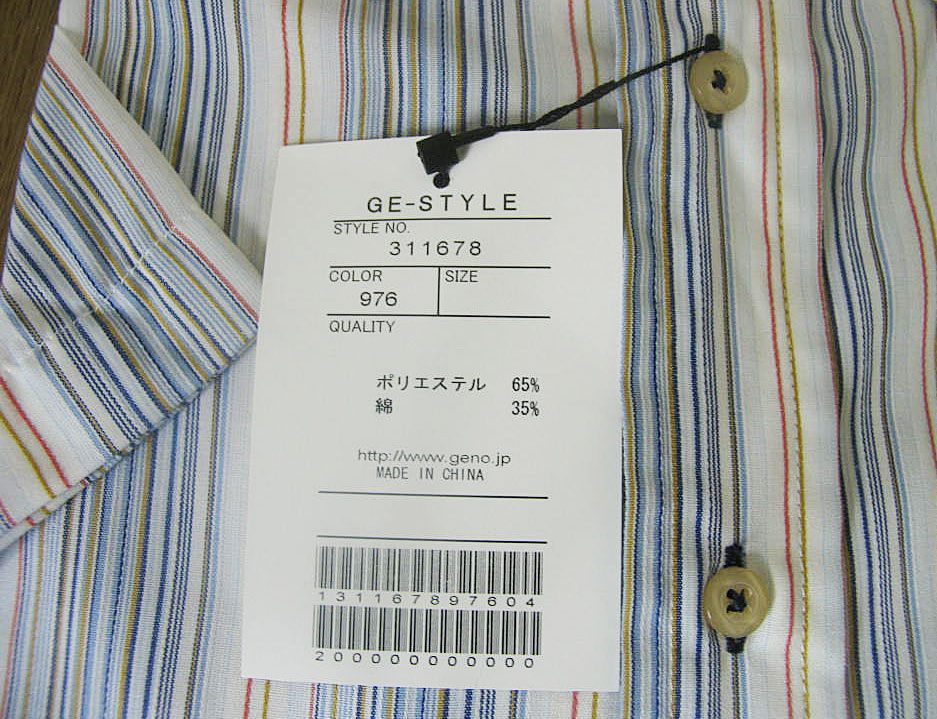 GE-STYLE
STYLE NO.
311678
COLOR SIZE
976
QUALITY
ポリエステル 65%
綿 35%
http://www.geno.jp
MADE IN CHINA
131167897604
2000000000000